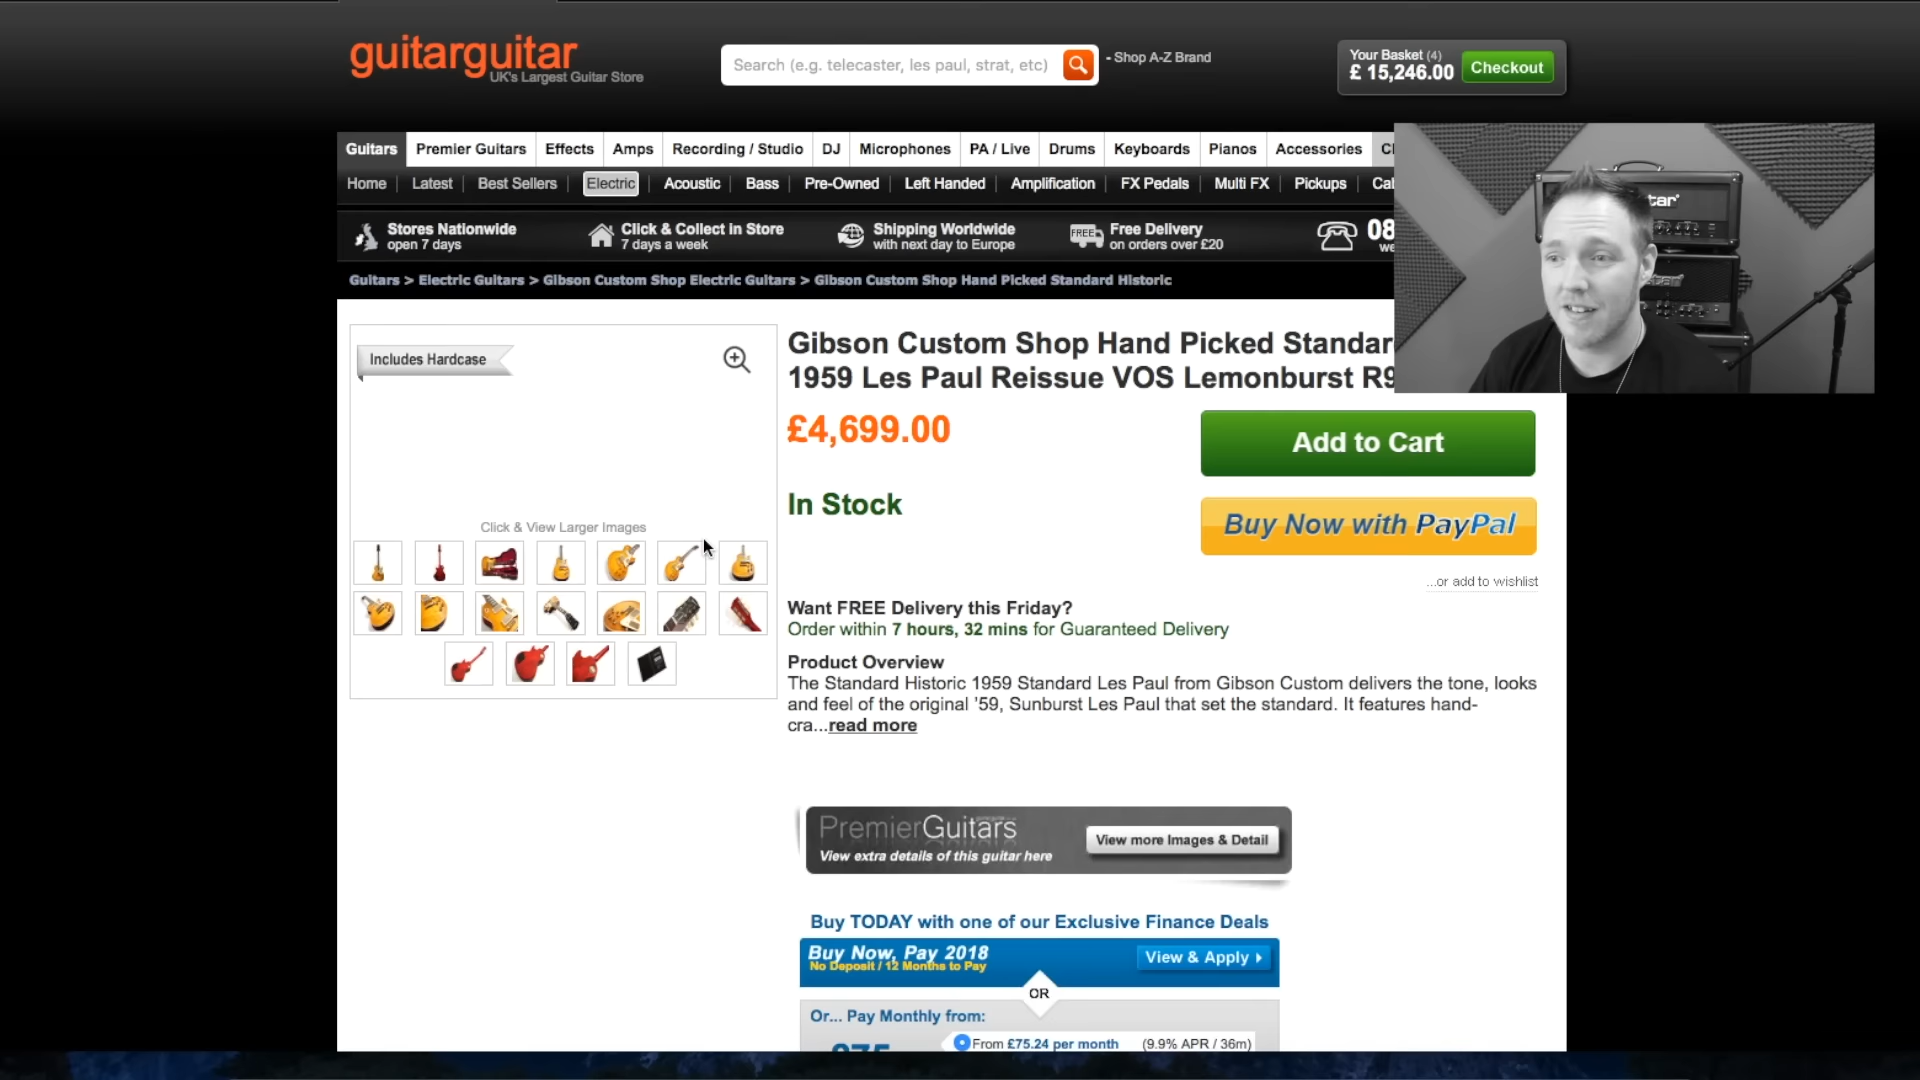 guitarguitar
UK's Largest Guitar Store
Search (e.g. telecaster, les paul, strat, etc)
- Shop A-Z Brand
Your Basket (4)
£ 15,246.00
Checkout
Guitars Premier Guitars Effects Amps Recording / Studio DJ Microphones PA / Live Drums Keyboards Pianos Accessories
Home Latest Best Sellers Electric Acoustic Bass Pre-Owned Left Handed Amplification FX Pedals Multi FX Pickups
Stores Nationwide
open 7 days
Click & Collect in Store
7 days a week
Shipping Worldwide
with next day to Europe
FREE
Free Delivery
on orders over £20
08
we
Guitars > Electric Guitars > Gibson Custom Shop Electric Guitars > Gibson Custom Shop Hand Picked Standard Historic
Includes Hardcase
Gibson Custom Shop Hand Picked Standar
1959 Les Paul Reissue VOS Lemonburst R9
£4,699.00
Add to Cart
In Stock
Buy Now with PayPal
Click & View Larger Images
...or add to wishlist
Want FREE Delivery this Friday?
Order within 7 hours, 32 mins for Guaranteed Delivery
Product Overview
The Standard Historic 1959 Standard Les Paul from Gibson Custom delivers the tone, looks
and feel of the original '59, Sunburst Les Paul that set the standard. It features hand-
cra...read more
PremierGuitars
View extra details of this guitar here
View more Images & Detail
Buy TODAY with one of our Exclusive Finance Deals
Buy Now, Pay 2018
No Deposit / 12 Months to Pay
View & Apply
OR
Or... Pay Monthly from:
From £75.24 per month (9.9% APR / 36m)